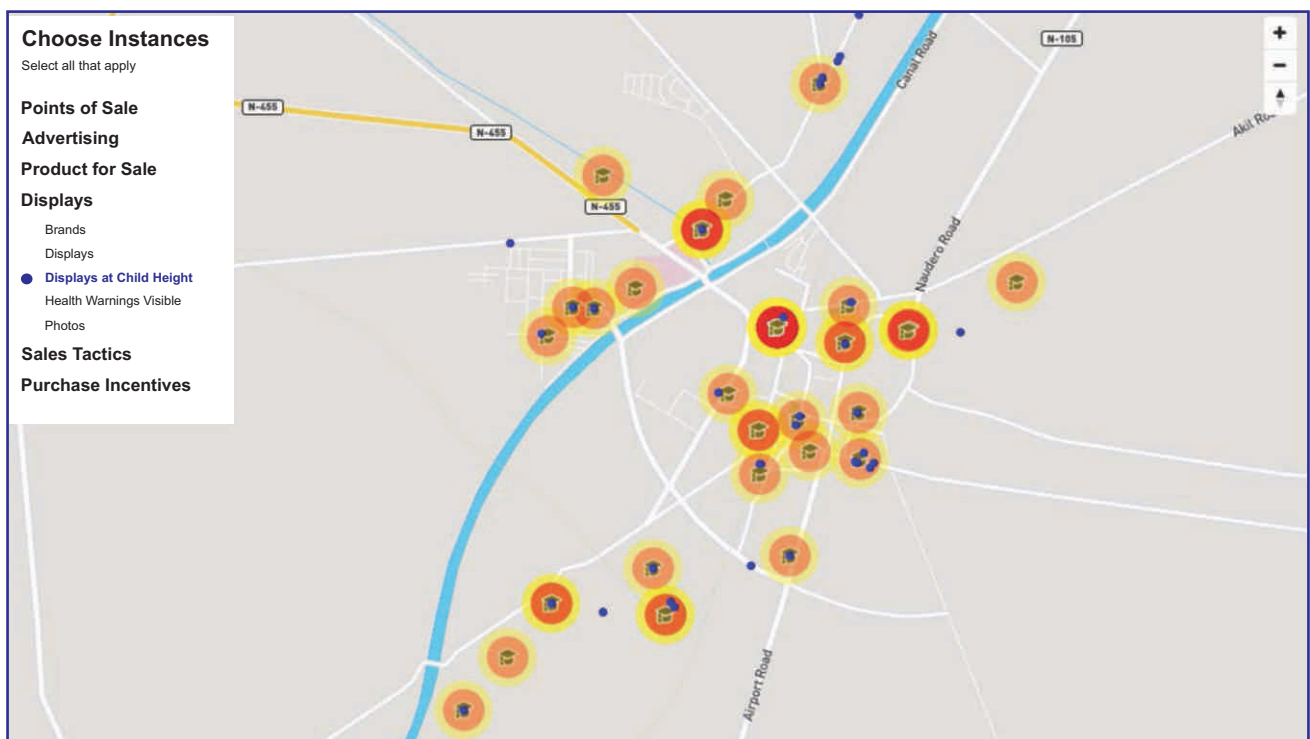 Choose Instances
Select all that apply
Points of Sale
Advertising
Product for Sale
Displays
Brands
Displays
Displays at Child Height
Health Warnings Visible
Photos
Sales Tactics
Purchase Incentives
N-455
N-455
N-455
N-105
Canal Road
Akil
Naudero Road
Airport Road
+
−